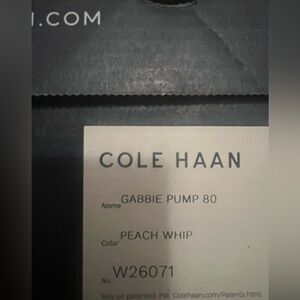 .COM
COLE HAAN
Name GABBIE PUMP 80
Color PEACH WHIP
No. W26071
May be patented. Pat. ColeHaan.com/Patents.html